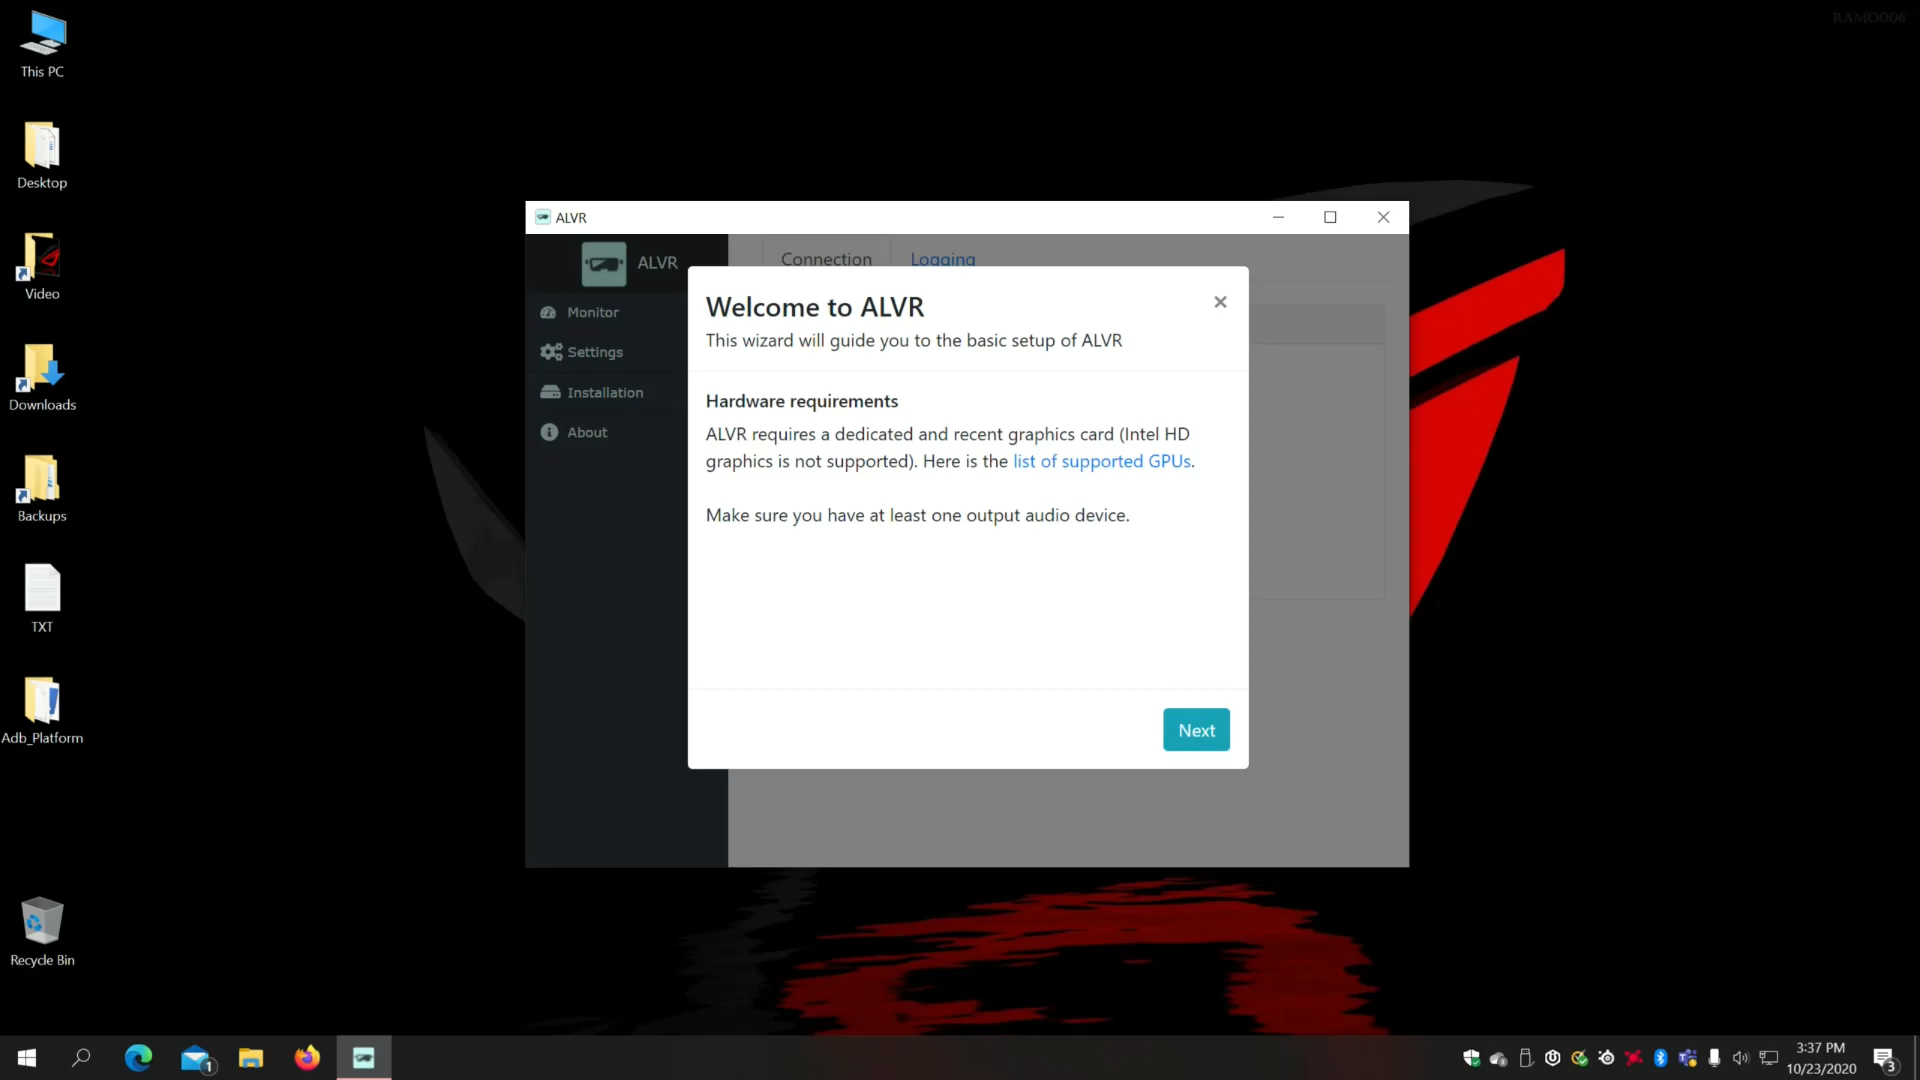 RAMO006
This PC
Desktop
Video
Downloads
Backups
TXT
Adb_Platform
Recycle Bin
ALVR
ALVR
Monitor
Settings
Installation
About
Connection
Logging
Welcome to ALVR
×
This wizard will guide you to the basic setup of ALVR
Hardware requirements
ALVR requires a dedicated and recent graphics card (Intel HD
graphics is not supported). Here is the list of supported GPUs.
Make sure you have at least one output audio device.
Next
1
3:37 PM
10/23/2020
3